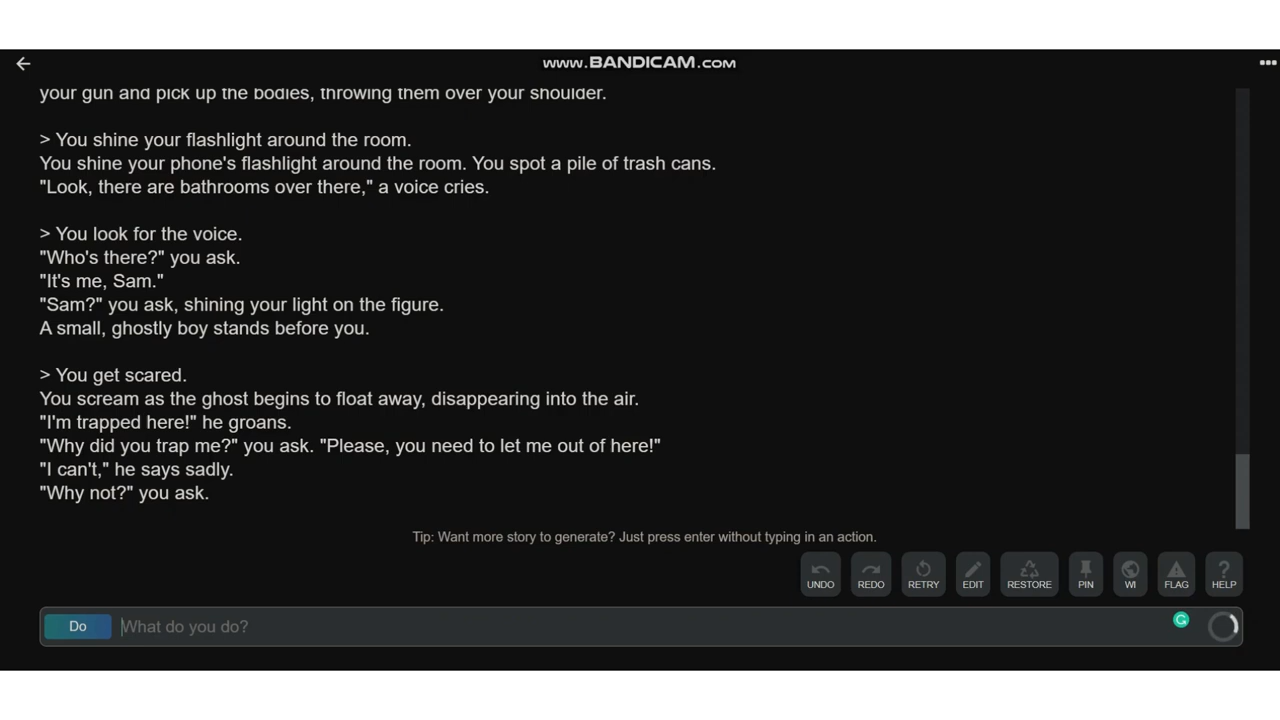 www.BANDICAM.com
your gun and pick up the bodies, throwing them over your shoulder.
> You shine your flashlight around the room.
You shine your phone's flashlight around the room. You spot a pile of trash cans.
"Look, there are bathrooms over there," a voice cries.
> You look for the voice.
"Who's there?" you ask.
"It's me, Sam."
"Sam?" you ask, shining your light on the figure.
A small, ghostly boy stands before you.
> You get scared.
You scream as the ghost begins to float away, disappearing into the air.
"I'm trapped here!" he groans.
"Why did you trap me?" you ask. "Please, you need to let me out of here!"
"I can't," he says sadly.
"Why not?" you ask.
Tip: Want more story to generate? Just press enter without typing in an action.
UNDO REDO RETRY EDIT RESTORE PIN WI FLAG HELP
Do What do you do?